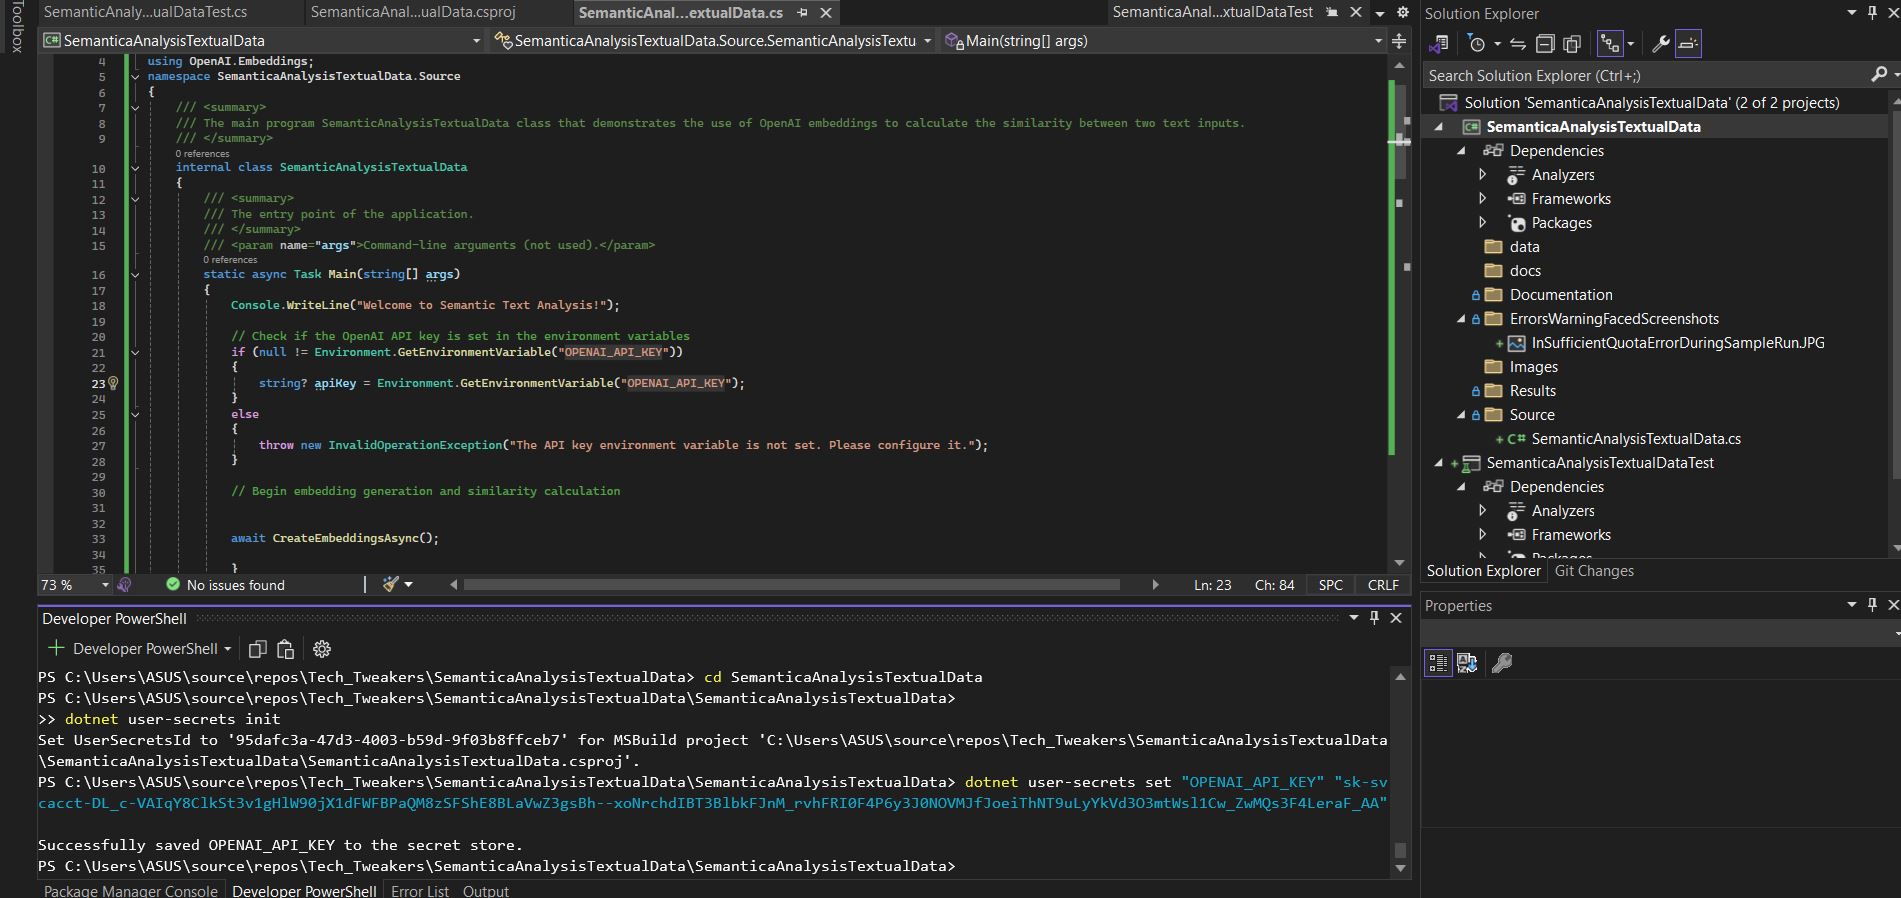 Toolbox
SemanticaAnaly...ualDataTest.cs
SemanticaAnal...ualData.csproj
SemanticAnal...extualData.cs
SemanticaAnal...xtualDataTest
SemanticaAnalysisTextualData
SemanticaAnalysisTextualData.Source.SemanticAnalysisTextu
Main(string[] args)
4 using OpenAI.Embeddings;
5 namespace SemanticaAnalysisTextualData.Source
6 {
7 /// <summary>
8 /// The main program SemanticAnalysisTextualData class that demonstrates the use of OpenAI embeddings to calculate the similarity between two text inputs.
9 /// </summary>
0 references
10 internal class SemanticAnalysisTextualData
11 {
12 /// <summary>
13 /// The entry point of the application.
14 /// </summary>
15 /// <param name="args">Command-line arguments (not used).</param>
0 references
16 static async Task Main(string[] args)
17 {
18 Console.WriteLine("Welcome to Semantic Text Analysis!");
19
20 // Check if the OpenAI API key is set in the environment variables
21 if (null != Environment.GetEnvironmentVariable("OPENAI_API_KEY"))
22 {
23 string? apiKey = Environment.GetEnvironmentVariable("OPENAI_API_KEY");
24 }
25 else
26 {
27 throw new InvalidOperationException("The API key environment variable is not set. Please configure it.");
28 }
29
30 // Begin embedding generation and similarity calculation
31
32
33 await CreateEmbeddingsAsync();
34
35 }
73 %
No issues found
Ln: 23
Ch: 84
SPC
CRLF
Developer PowerShell
Developer PowerShell
PS C:\Users\ASUS\source\repos\Tech_Tweakers\SemanticaAnalysisTextualData> cd SemanticaAnalysisTextualData
PS C:\Users\ASUS\source\repos\Tech_Tweakers\SemanticaAnalysisTextualData\SemanticaAnalysisTextualData>
>> dotnet user-secrets init
Set UserSecretsId to '95dafc3a-47d3-4003-b59d-9f03b8ffceb7' for MSBuild project 'C:\Users\ASUS\source\repos\Tech_Tweakers\SemanticaAnalysisTextualData
\SemanticaAnalysisTextualData\SemanticaAnalysisTextualData.csproj'.
PS C:\Users\ASUS\source\repos\Tech_Tweakers\SemanticaAnalysisTextualData\SemanticaAnalysisTextualData> dotnet user-secrets set "OPENAI_API_KEY"
Successfully saved OPENAI_API_KEY to the secret store.
PS C:\Users\ASUS\source\repos\Tech_Tweakers\SemanticaAnalysisTextualData\SemanticaAnalysisTextualData>
Package Manager Console
Developer PowerShell
Error List
Output
Solution Explorer
Search Solution Explorer (Ctrl+;)
Solution 'SemanticaAnalysisTextualData' (2 of 2 projects)
SemanticaAnalysisTextualData
Dependencies
Analyzers
Frameworks
Packages
data
docs
Documentation
ErrorsWarningFacedScreenshots
InSufficientQuotaErrorDuringSampleRun.JPG
Images
Results
Source
SemanticAnalysisTextualData.cs
SemanticaAnalysisTextualDataTest
Dependencies
Analyzers
Frameworks
Packages
Solution Explorer
Git Changes
Properties